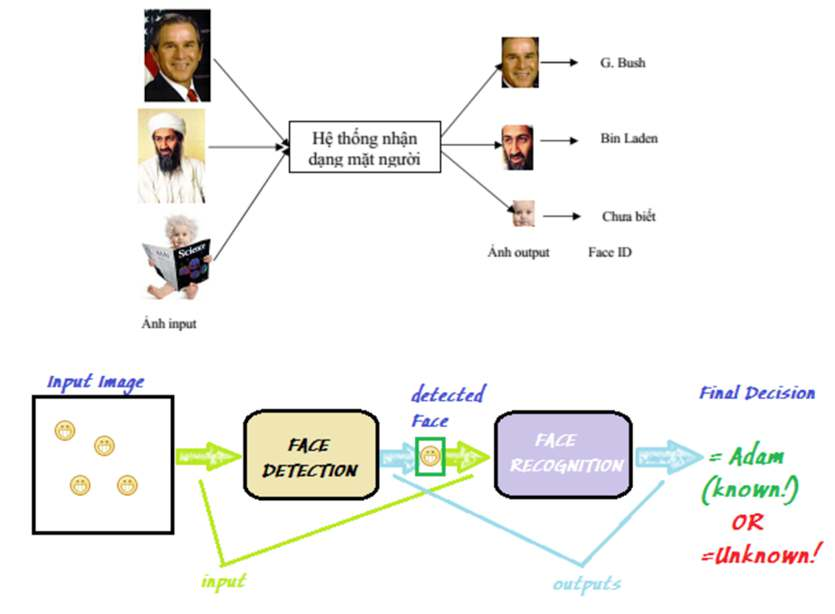 G. Bush
Hệ thống nhận
dạng mặt người
Bin Laden
Science
Chưa biết
Ảnh output
Face ID
Ảnh input
Input Image
detected
Face
Final Decision
FACE
DETECTION
FACE
RECOGNITION
= Adam
(known!)
OR
=Unknown!
input
outputs